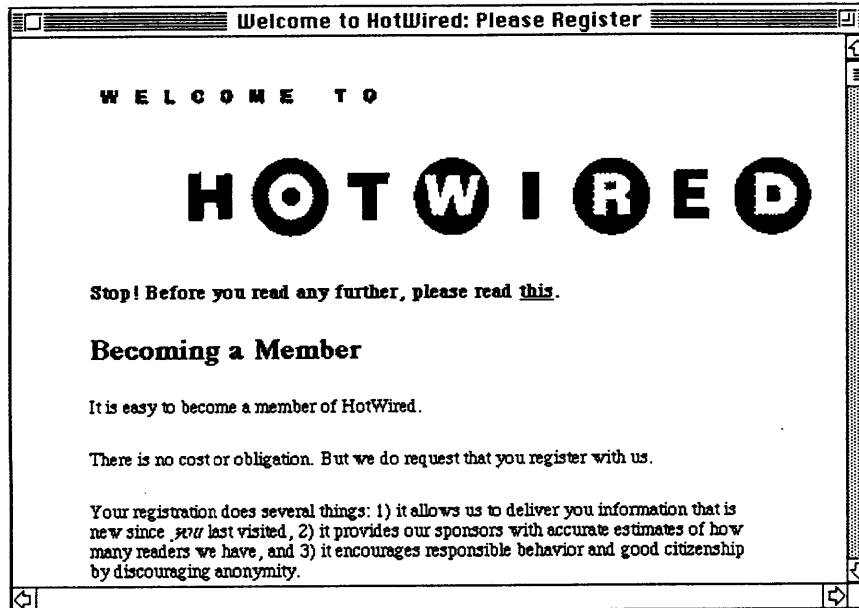 Welcome to HotWired: Please Register
WELCOME TO
HOTWIRED
Stop! Before you read any further, please read this.
Becoming a Member
It is easy to become a member of HotWired.
There is no cost or obligation. But we do request that you register with us.
Your registration does several things: 1) it allows us to deliver you information that is
new since you last visited, 2) it provides our sponsors with accurate estimates of how
many readers we have, and 3) it encourages responsible behavior and good citizenship
by discouraging anonymity.